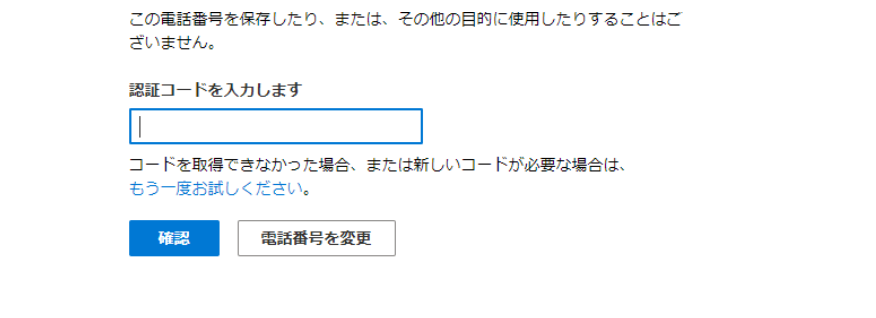 この電話番号を保存したり、または、その他の目的に使用したりすることはご
ざいません。
認証コードを入力します
コードを取得できなかった場合、または新しいコードが必要な場合は、
もう一度お試しください。
確認
電話番号を変更